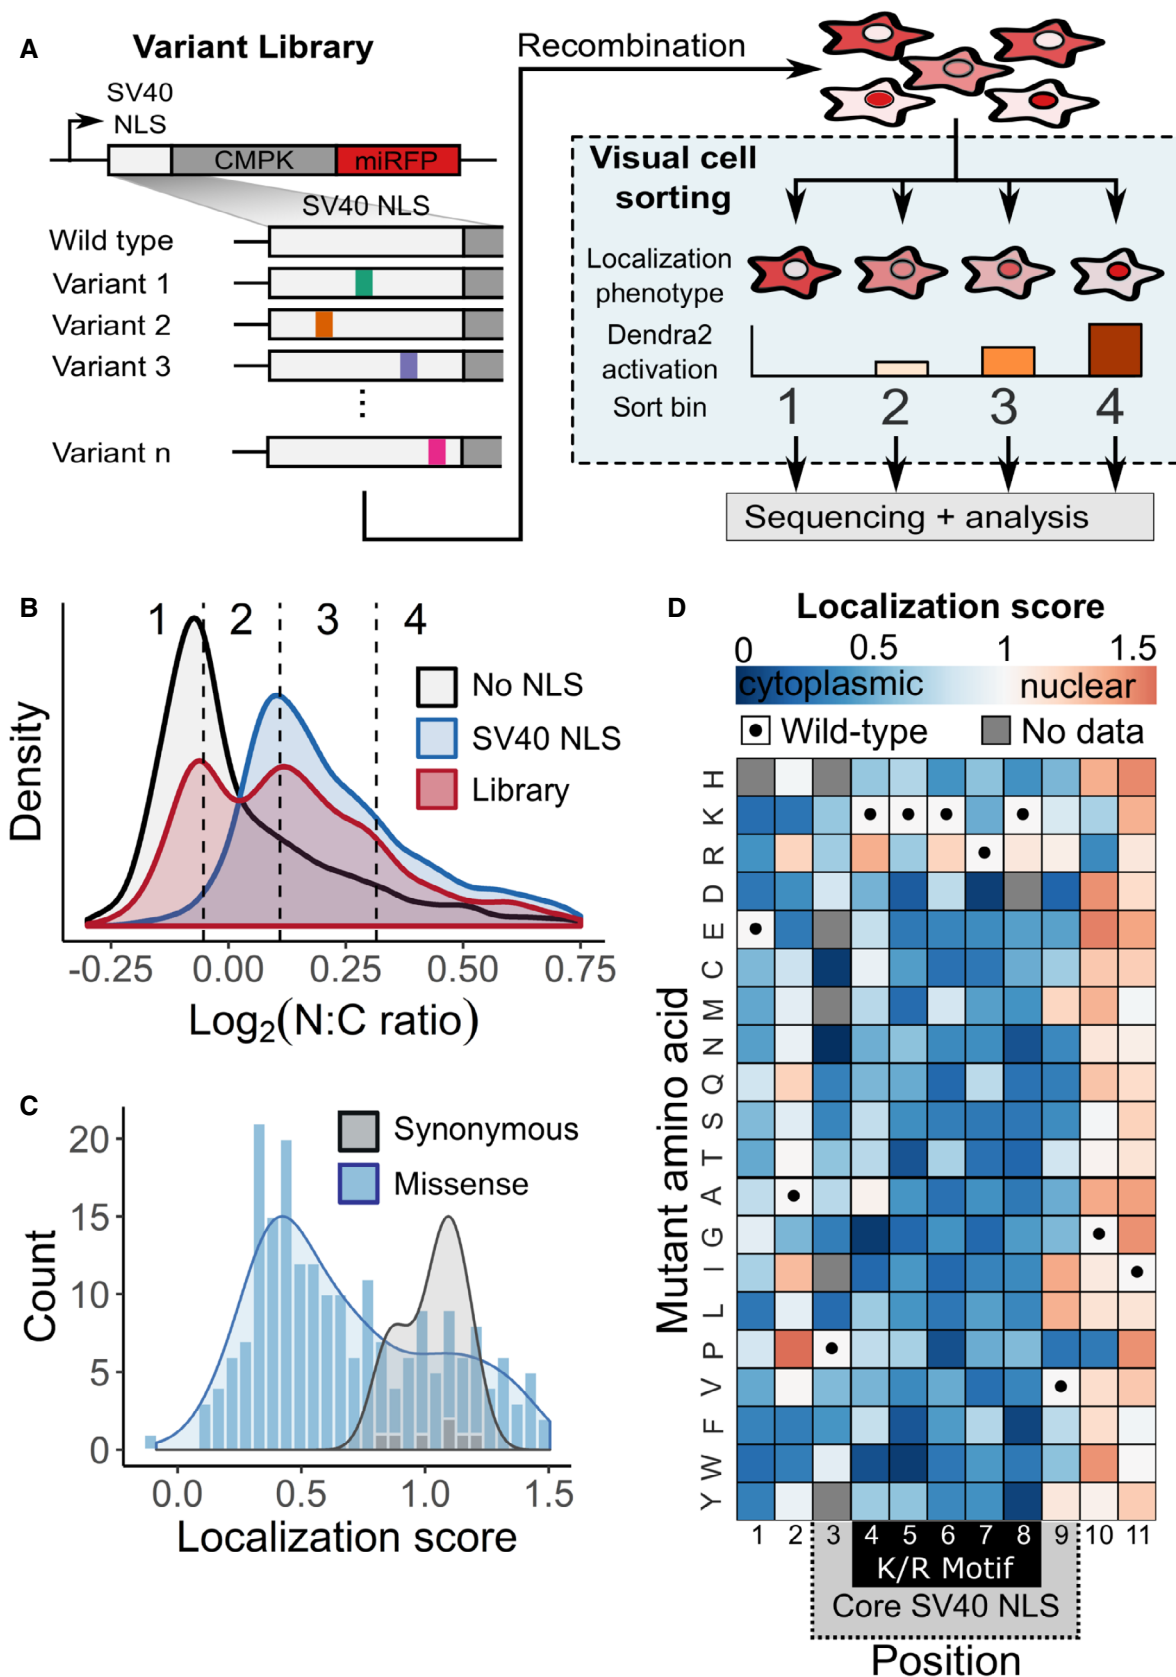 A
Variant Library
SV40
NLS
CMPK
miRFP
SV40 NLS
Wild type
Variant 1
Variant 2
Variant 3
⋮
Variant n
Recombination
Visual cell
sorting
Localization
phenotype
Dendra2
activation
Sort bin
1 2 3 4
Sequencing + analysis
B
1 2 3 4
No NLS
SV40 NLS
Library
Density
-0.25 0.00 0.25 0.50 0.75
Log2(N:C ratio)
C
Synonymous
Missense
Count
20
15
10
5
0
0.0 0.5 1.0 1.5
Localization score
D
Localization score
0 0.5 1 1.5
cytoplasmic nuclear
Wild-type No data
Mutant amino acid
H
K
R
D
E
C
M
N
Q
S
T
A
G
I
L
P
V
F
W
Y
1 2 3 4 5 6 7 8 9 10 11
K/R Motif
Core SV40 NLS
Position